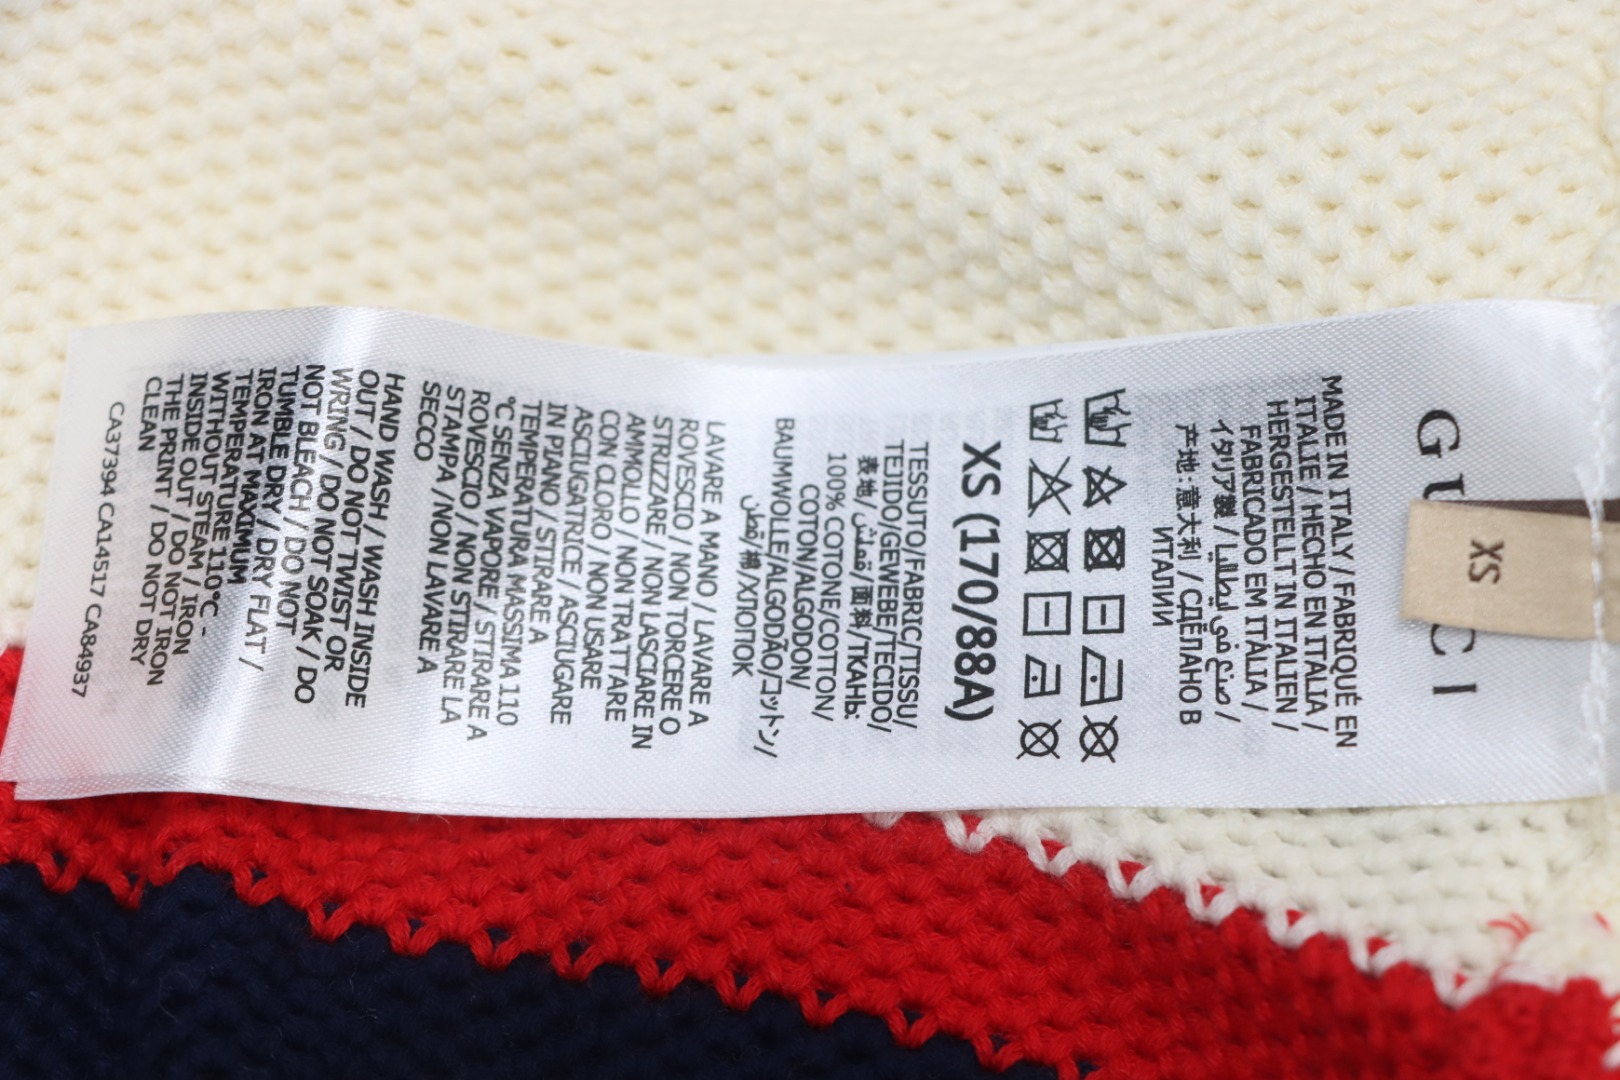 GUCCI
XS
MADE IN ITALY / FABRIQUÉ EN
ITALIE / HECHO EN ITALIA /
HERGESTELLT IN ITALIEN /
FABRICADO EM ITÁLIA /
イタリア製 / صنع في ايطاليا /
产地: 意大利 / СДЕЛАНО В
ИТАЛИИ
XS (170/88A)
TESSUTO/FABRIC/TISSU/
TEJIDO/GEWEBE/TECIDO/
表地/قماش/面料/ТКАНЬ:
100% COTONE/COTTON/
COTON/ALGODON/
BAUMWOLLE/ALGODÃO/コットン/
قطن/棉/ХЛОПОК
LAVARE A MANO / LAVARE A
ROVESCIO / NON TORCERE O
STRIZZARE / NON LASCIARE IN
AMMOLLO / NON TRATTARE
CON CLORO / NON USARE
ASCIUGATRICE / ASCIUGARE
IN PIANO / STIRARE A
TEMPERATURA MASSIMA 110
°C SENZA VAPORE / STIRARE A
ROVESCIO / NON STIRARE LA
STAMPA /NON LAVARE A
SECCO
HAND WASH / WASH INSIDE
OUT / DO NOT TWIST OR
WRING / DO NOT SOAK / DO
NOT BLEACH / DO NOT
TUMBLE DRY / DRY FLAT /
IRON AT MAXIMUM
TEMPERATURE 110°C -
WITHOUT STEAM / IRON
INSIDE OUT / DO NOT IRON
THE PRINT / DO NOT DRY
CLEAN
CA37394 CA14517 CA84937